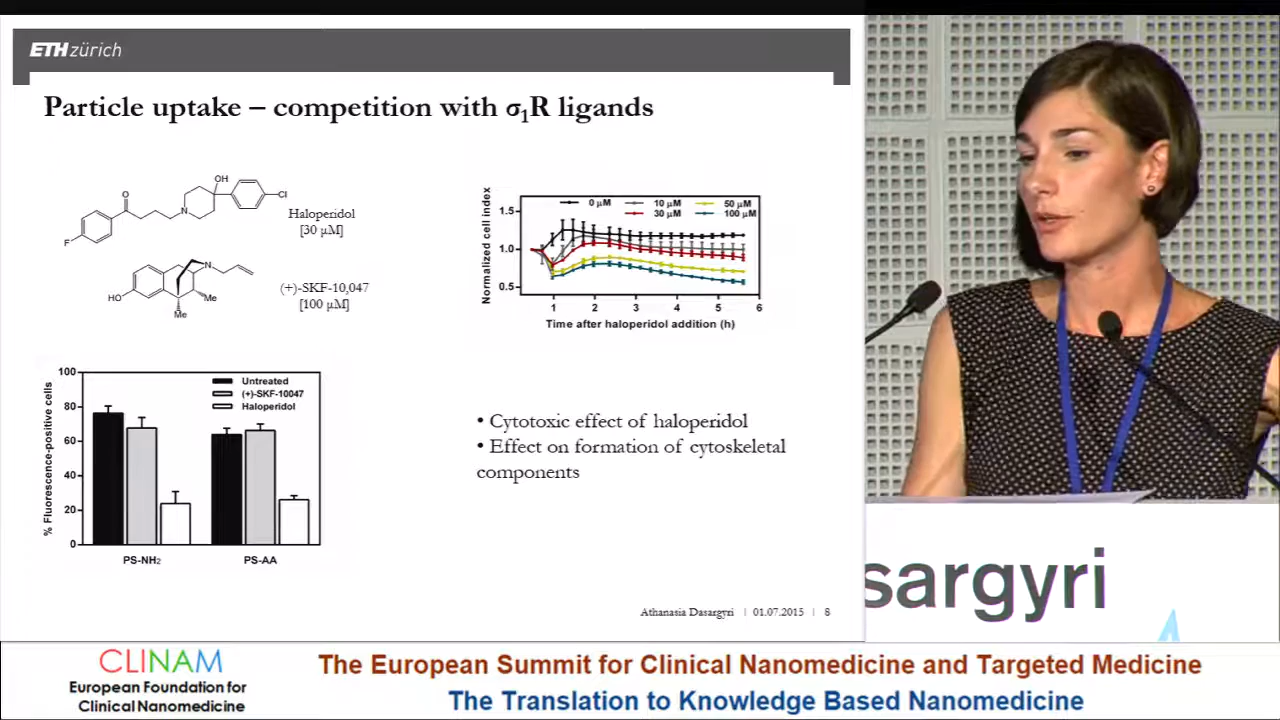 ETH zürich
Particle uptake – competition with σ₁R ligands
OH
O
Cl
N
F
Haloperidol
[30 µM]
N
HO
Me
Me
(+)-SKF-10,047
[100 µM]
Normalized cell index
1.5
1.0
0.5
0 µM
10 µM
50 µM
30 µM
100 µM
1 2 3 4 5 6
Time after haloperidol addition (h)
% Fluorescence-positive cells
100
80
60
40
20
0
Untreated
(+)-SKF-10047
Haloperidol
PS-NH₂
PS-AA
• Cytotoxic effect of haloperidol
• Effect on formation of cytoskeletal
components
Athanasia Dasargyri | 01.07.2015 | 8
sargyri
CLINAM
European Foundation for
Clinical Nanomedicine
The European Summit for Clinical Nanomedicine and Targeted Medicine
The Translation to Knowledge Based Nanomedicine